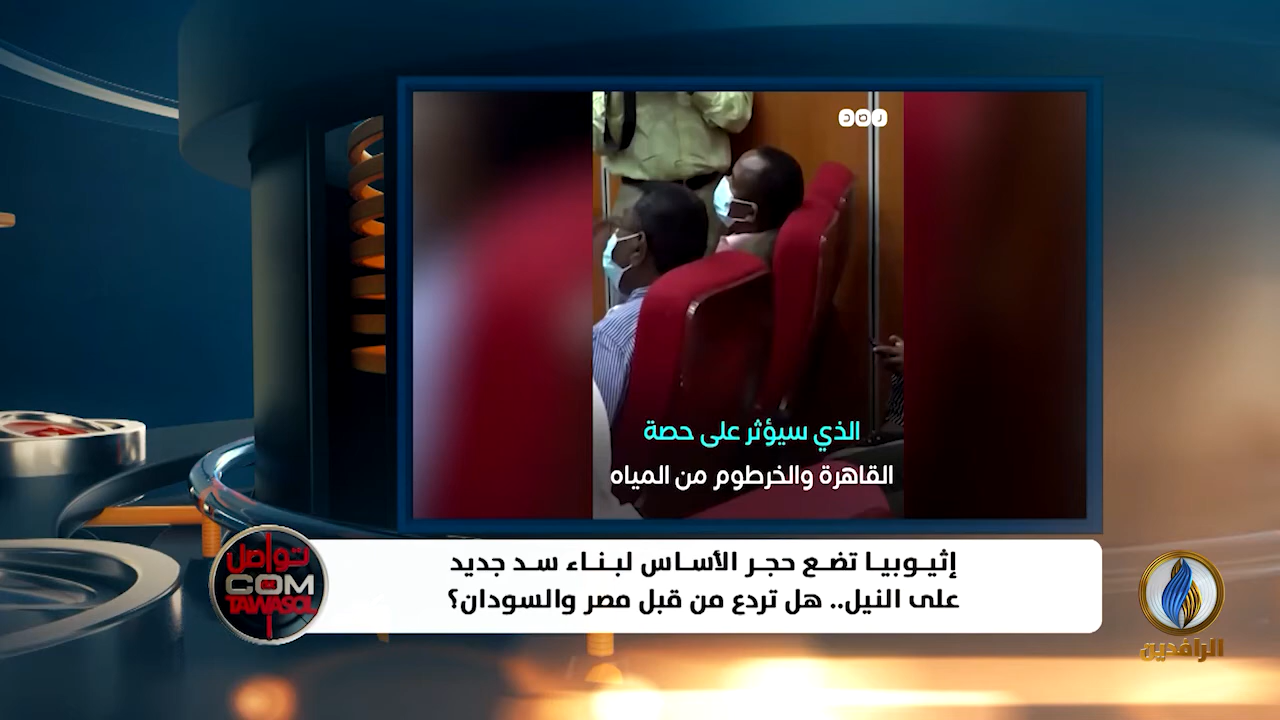 رصد
الذي سيؤثر على حصة
القاهرة والخرطوم من المياه
إثيوبيا تضع حجر الأساس لبناء سد جديد
على النيل.. هل تردع من قبل مصر والسودان؟
تواصل
COM
TAWASOL
الرافدين